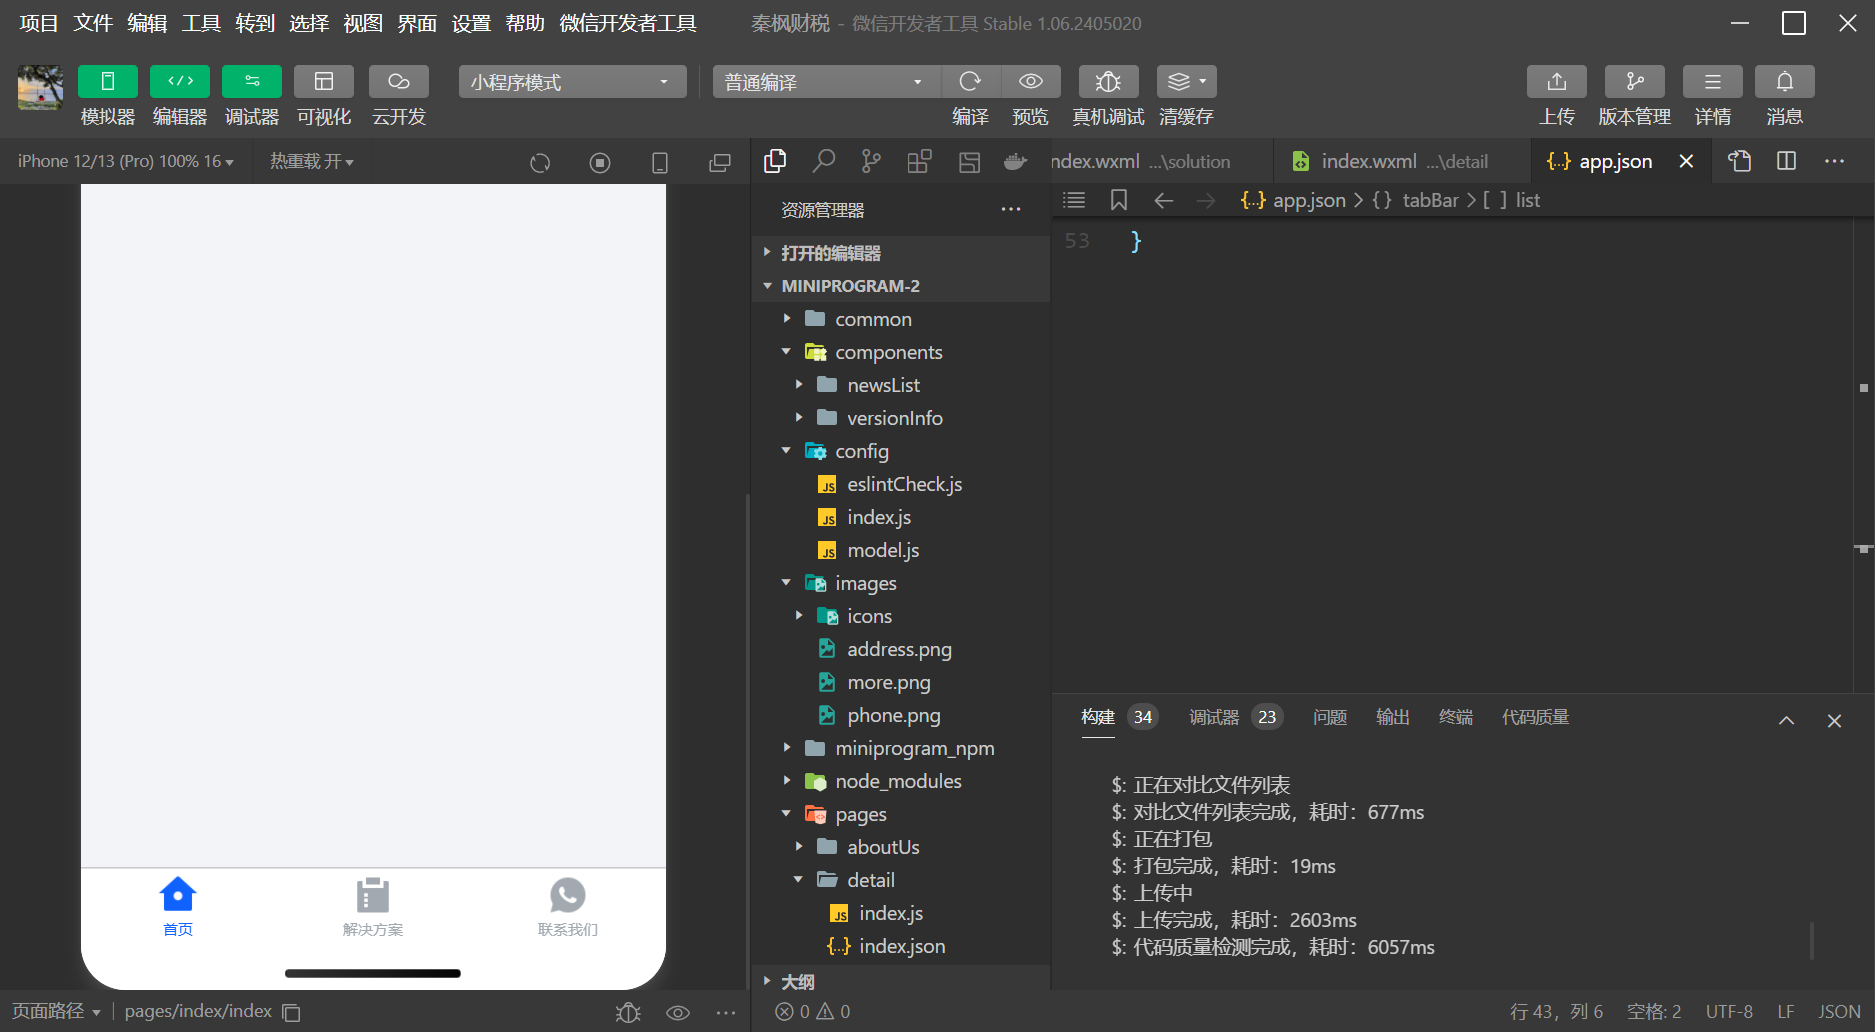 项目 文件 编辑 工具 转到 选择 视图 界面 设置 帮助 微信开发者工具 秦枫财税 - 微信开发者工具 Stable 1.06.2405020
模拟器 编辑器 调试器 可视化 云开发
小程序模式
普通编译
编译 预览 真机调试 清缓存
上传 版本管理 详情 消息
iPhone 12/13 (Pro) 100% 16
热重载 开
首页
解决方案
联系我们
页面路径
pages/index/index
资源管理器
打开的编辑器
MINIPROGRAM-2
common
components
newsList
versionInfo
config
JS eslintCheck.js
JS index.js
JS model.js
images
icons
address.png
more.png
phone.png
miniprogram_npm
node_modules
pages
aboutUs
detail
JS index.js
{..} index.json
大纲
0 0
ndex.wxml ...\solution
index.wxml ...\detail
{..} app.json
{..} app.json > { } tabBar > [ ] list
53 }
构建 34 调试器 23 问题 输出 终端 代码质量
$: 正在对比文件列表
$: 对比文件列表完成，耗时：677ms
$: 正在打包
$: 打包完成，耗时：19ms
$: 上传中
$: 上传完成，耗时：2603ms
$: 代码质量检测完成，耗时：6057ms
行 43，列 6 空格: 2 UTF-8 LF JSON